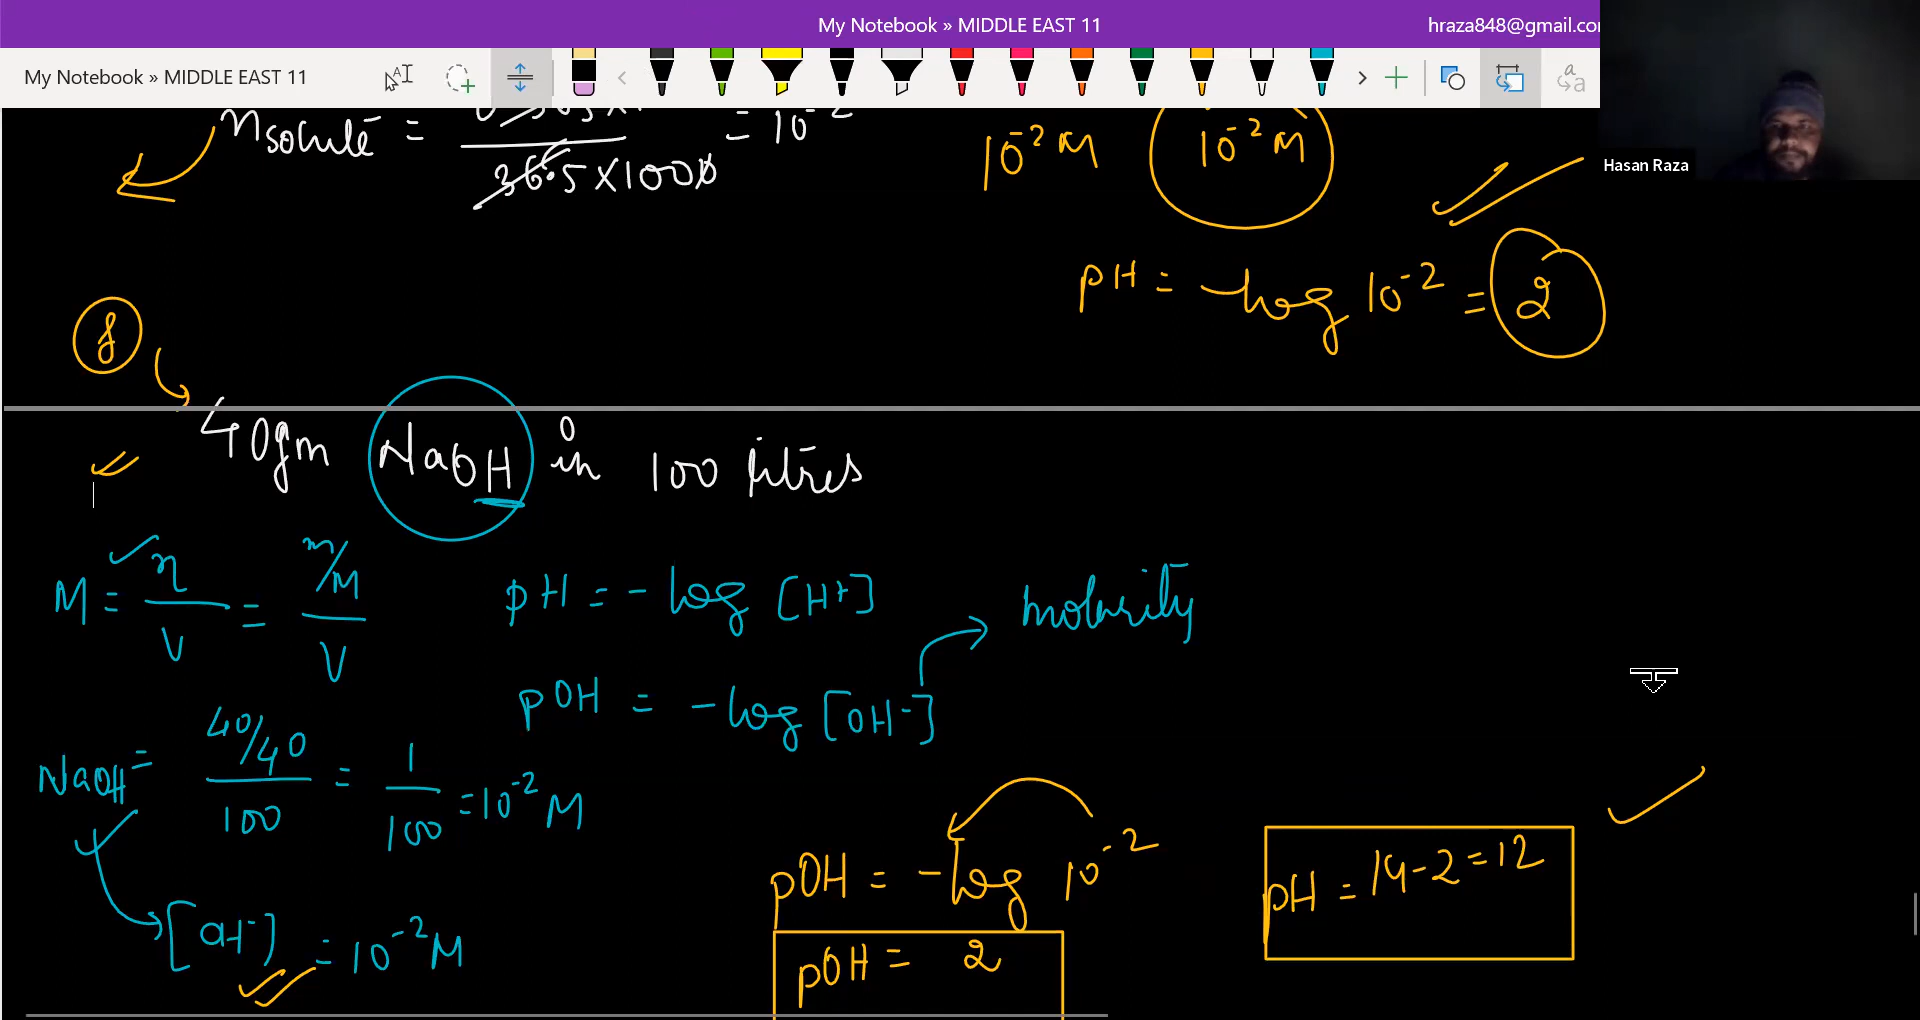 My Notebook » MIDDLE EAST 11
hraza848@gmail.co
My Notebook » MIDDLE EAST 11
Hasan Raza
nsolute = / 36.5 x 1000 = 10⁻²
10⁻² M 10⁻² M
pH = -log 10⁻² = 2
f
40gm NaOH in 100 litres
M = n/V = m/M / V
pH = - log [H+]
molarity
pOH = - log [OH-]
NaOH = 40/40 / 100 = 1/100 = 10⁻² M
pOH = - log 10⁻²
pH = 14-2 = 12
[OH-] = 10⁻² M
pOH = 2